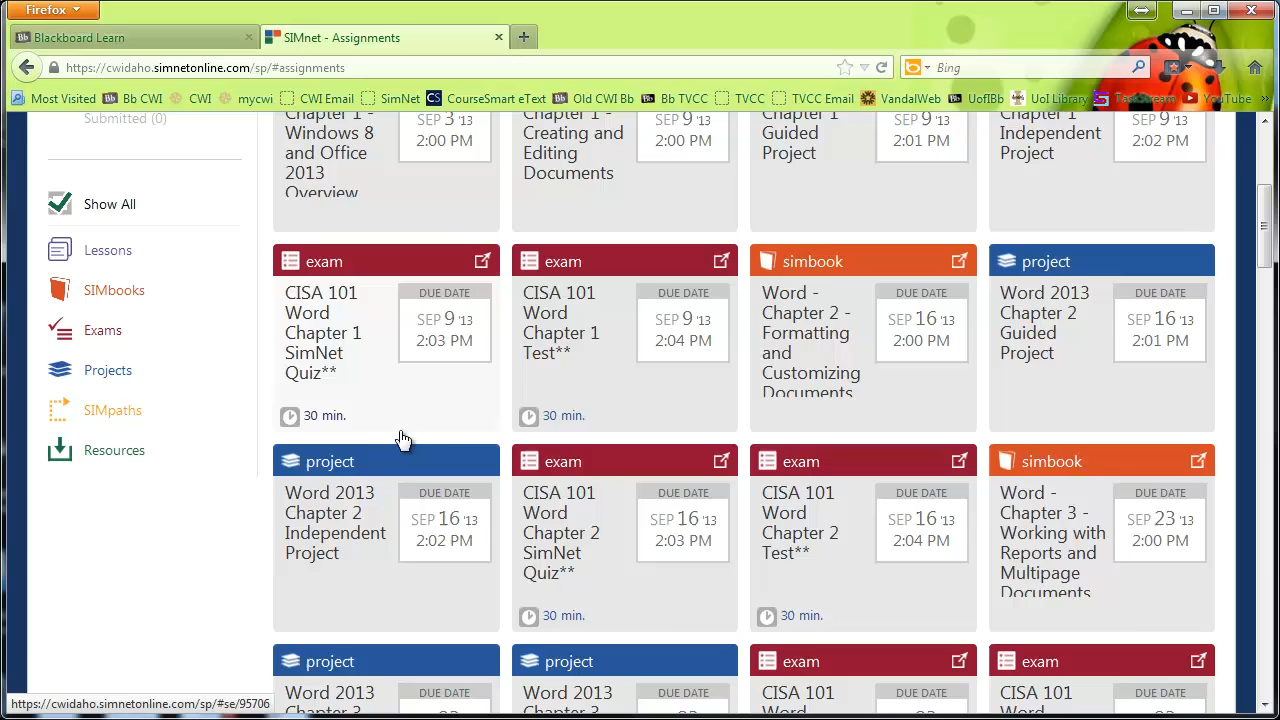 Firefox
Blackboard Learn
SIMnet - Assignments
https://cwidaho.simnetonline.com/sp/#assignments
Bing
Most Visited
Bb CWI
CWI
mycwi
CWI Email
SimNet
CourseSmart eText
Old CWI Bb
Bb TVCC
TVCC
TVCC Email
VandalWeb
Bb UofIBb
UoI Library
TaskStream
YouTube
Submitted (0)
Show All
Lessons
SIMbooks
Exams
Projects
SIMpaths
Resources
Chapter 1
Windows 8
and Office
2013
Overview
SEP 3 '13
2:00 PM
Chapter 1 -
Creating and
Editing
Documents
SEP 9 '13
2:00 PM
Chapter 1
Guided
Project
SEP 9 '13
2:01 PM
Chapter 1
Independent
Project
SEP 9 '13
2:02 PM
exam
CISA 101
Word
Chapter 1
SimNet
Quiz**
DUE DATE
SEP 9 '13
2:03 PM
30 min.
exam
CISA 101
Word
Chapter 1
Test**
DUE DATE
SEP 9 '13
2:04 PM
30 min.
simbook
Word -
Chapter 2 -
Formatting
and
Customizing
Documents
DUE DATE
SEP 16 '13
2:00 PM
project
Word 2013
Chapter 2
Guided
Project
DUE DATE
SEP 16 '13
2:01 PM
project
Word 2013
Chapter 2
Independent
Project
DUE DATE
SEP 16 '13
2:02 PM
exam
CISA 101
Word
Chapter 2
SimNet
Quiz**
DUE DATE
SEP 16 '13
2:03 PM
30 min.
exam
CISA 101
Word
Chapter 2
Test**
DUE DATE
SEP 16 '13
2:04 PM
30 min.
simbook
Word -
Chapter 3 -
Working with
Reports and
Multipage
Documents
DUE DATE
SEP 23 '13
2:00 PM
project
Word 2013
Chapter 3
DUE DATE
project
Word 2013
Chapter 3
DUE DATE
exam
CISA 101
Word
DUE DATE
exam
CISA 101
Word
DUE DATE
https://cwidaho.simnetonline.com/sp/#se/95706